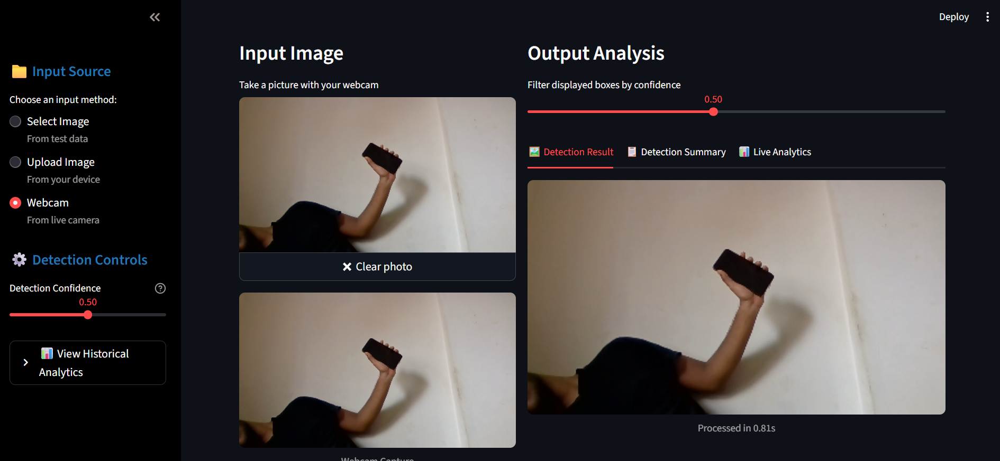 Deploy
Input Source
Choose an input method:
Select Image
From test data
Upload Image
From your device
Webcam
From live camera
Detection Controls
Detection Confidence
0.50
View Historical
Analytics
Input Image
Take a picture with your webcam
Clear photo
Webcam Capture
Output Analysis
Filter displayed boxes by confidence
0.50
Detection Result
Detection Summary
Live Analytics
Processed in 0.81s